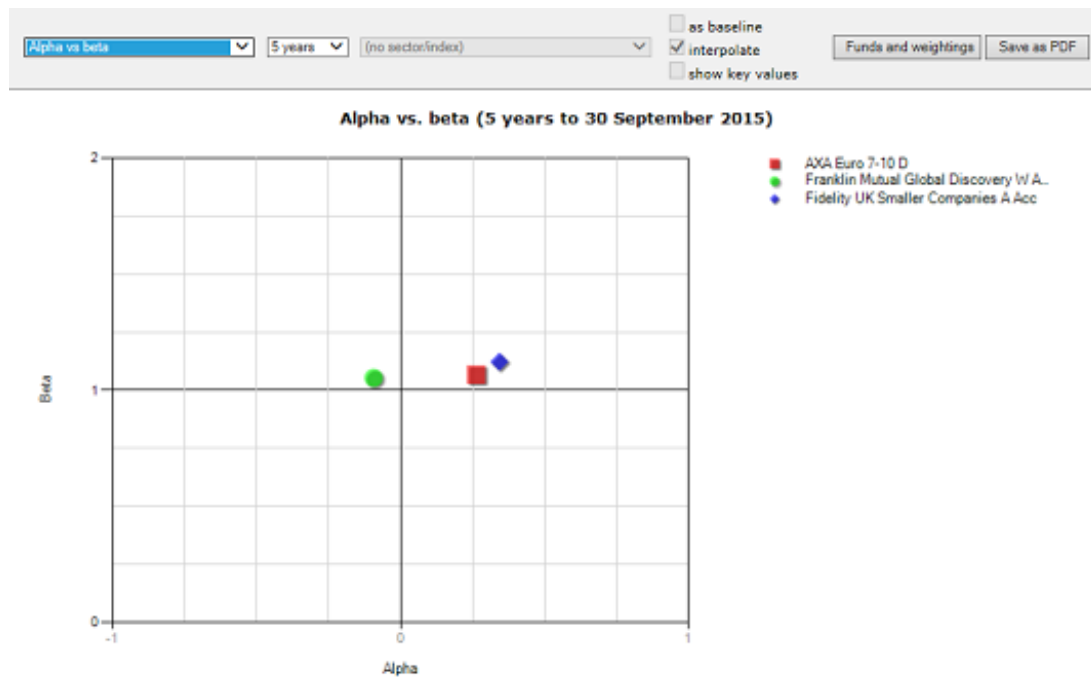 as baseline
Alpha vs beta 5 years (no sector/index) interpolate Funds and weightings Save as PDF
show key values
Alpha vs. beta (5 years to 30 September 2015)
2
AXA Euro 7-10 D
Franklin Mutual Global Discovery W A..
Fidelity UK Smaller Companies A Acc
Beta
1
0
-1 0 1
Alpha